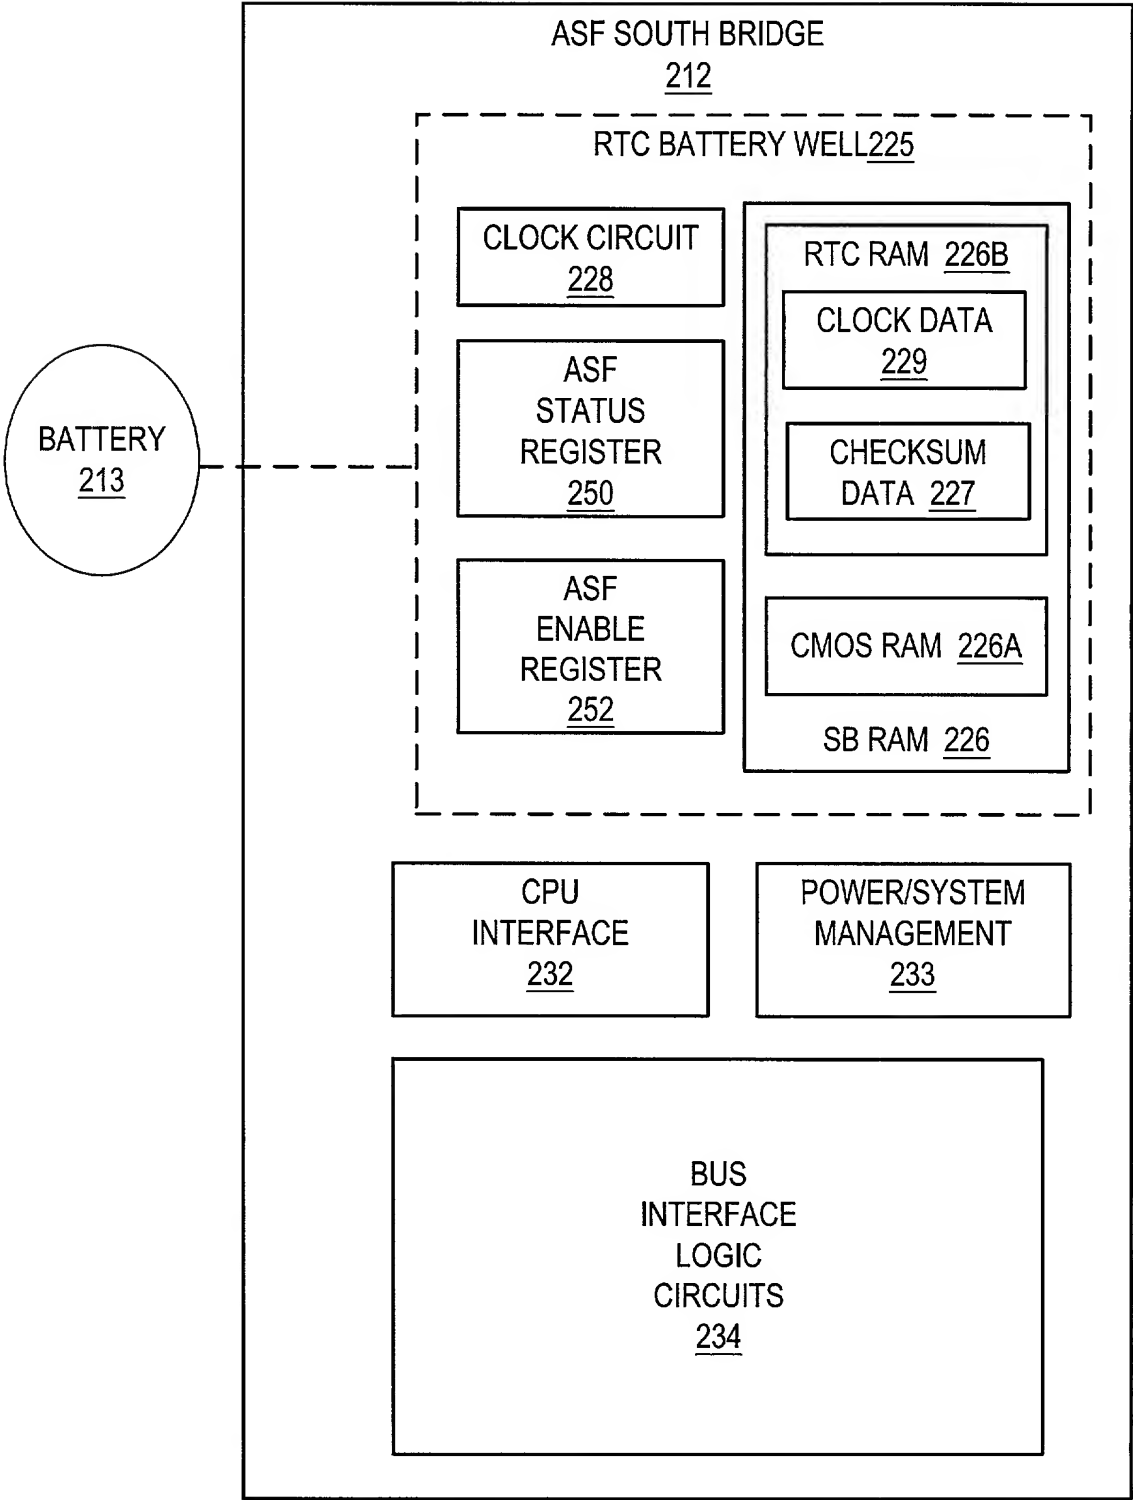 ASF SOUTH BRIDGE
212
RTC BATTERY WELL225
CLOCK CIRCUIT
228
ASF
STATUS
REGISTER
250
ASF
ENABLE
REGISTER
252
RTC RAM 226B
CLOCK DATA
229
CHECKSUM
DATA 227
CMOS RAM 226A
SB RAM 226
BATTERY
213
CPU
INTERFACE
232
POWER/SYSTEM
MANAGEMENT
233
BUS
INTERFACE
LOGIC
CIRCUITS
234